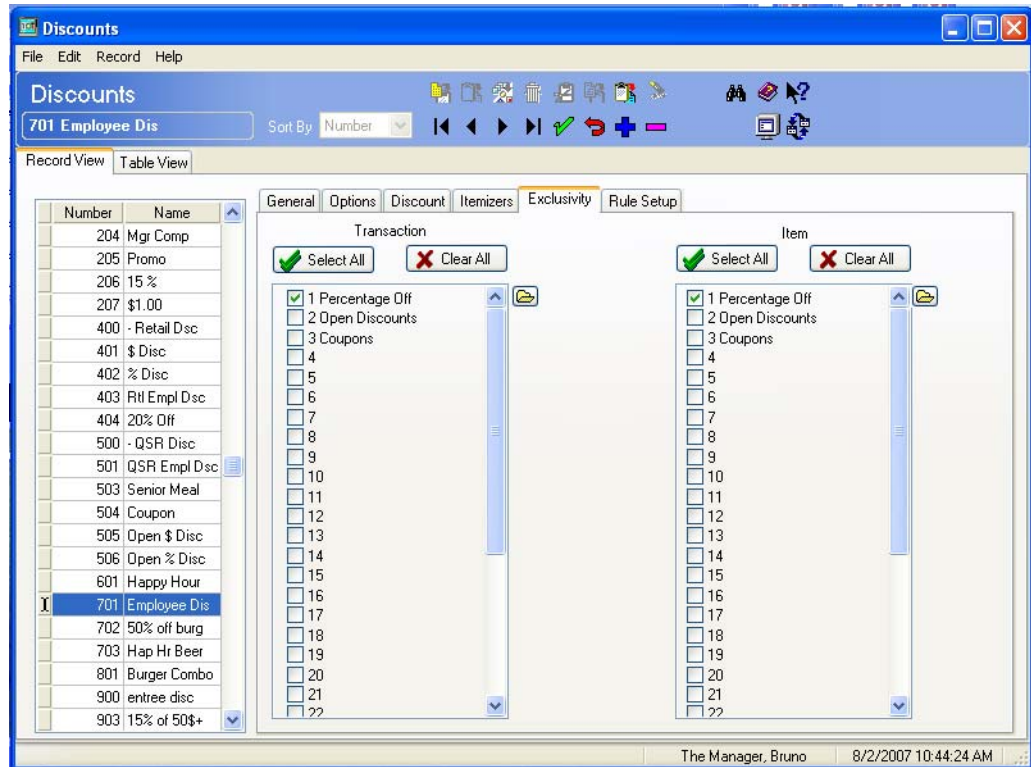 Discounts
File Edit Record Help
Discounts
701 Employee Dis
Sort By Number
Record View Table View
General Options Discount Itemizers Exclusivity Rule Setup
Number Name
204 Mgr Comp
205 Promo
206 15 %
207 $1.00
400 - Retail Dsc
401 $ Disc
402 % Disc
403 Rtl Empl Dsc
404 20% Off
500 - QSR Disc
501 QSR Empl Dsc
503 Senior Meal
504 Coupon
505 Open $ Disc
506 Open % Disc
601 Happy Hour
701 Employee Dis
702 50% off burg
703 Hap Hr Beer
801 Burger Combo
900 entree disc
903 15% of 50$+
Transaction
Select All Clear All
1 Percentage Off
2 Open Discounts
3 Coupons
4
5
6
7
8
9
10
11
12
13
14
15
16
17
18
19
20
21
22
Item
Select All Clear All
1 Percentage Off
2 Open Discounts
3 Coupons
4
5
6
7
8
9
10
11
12
13
14
15
16
17
18
19
20
21
22
The Manager, Bruno 8/2/2007 10:44:24 AM